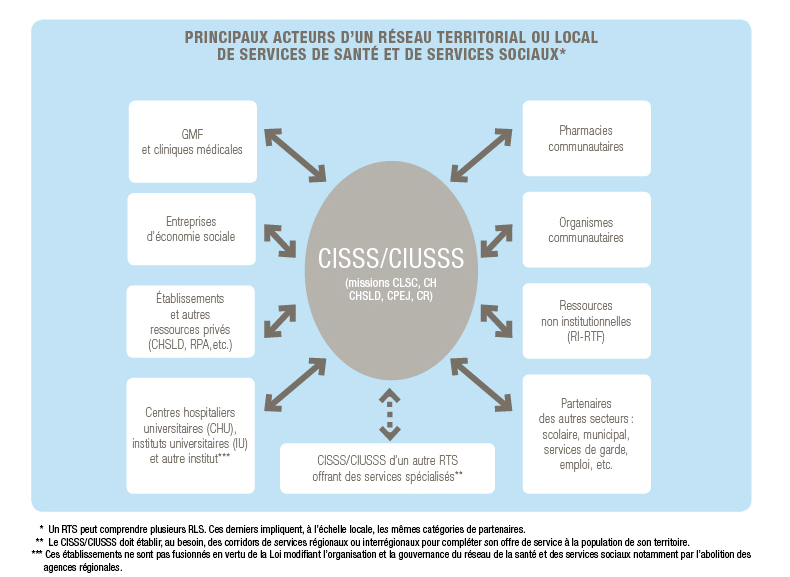 PRINCIPAUX ACTEURS D'UN RÉSEAU TERRITORIAL OU LOCAL
DE SERVICES DE SANTÉ ET DE SERVICES SOCIAUX*
GMF
et cliniques médicales
Pharmacies
communautaires
Entreprises
d'économie sociale
Organismes
communautaires
CISSS/CIUSSS
(missions CLSC, CH
CHSLD, CPEJ, CR)
Établissements
et autres
ressources privés
(CHSLD, RPA,etc.)
Ressources
non institutionnelles
(RI-RTF)
Centres hospitaliers
universitaires (CHU),
instituts universitaires (IU)
et autre institut***
Partenaires
des autres secteurs :
scolaire, municipal,
services de garde,
emploi, etc.
CISSS/CIUSSS d'un autre RTS
offrant des services spécialisés**
* Un RTS peut comprendre plusieurs RLS. Ces derniers impliquent, à l'échelle locale, les mêmes catégories de partenaires.
** Le CISSS/CIUSSS doit établir, au besoin, des corridors de services régionaux ou interrégionaux pour compléter son offre de service à la population de son territoire.
*** Ces établissements ne sont pas fusionnés en vertu de la Loi modifiant l'organisation et la gouvernance du réseau de la santé et des services sociaux notamment par l'abolition des
agences régionales.